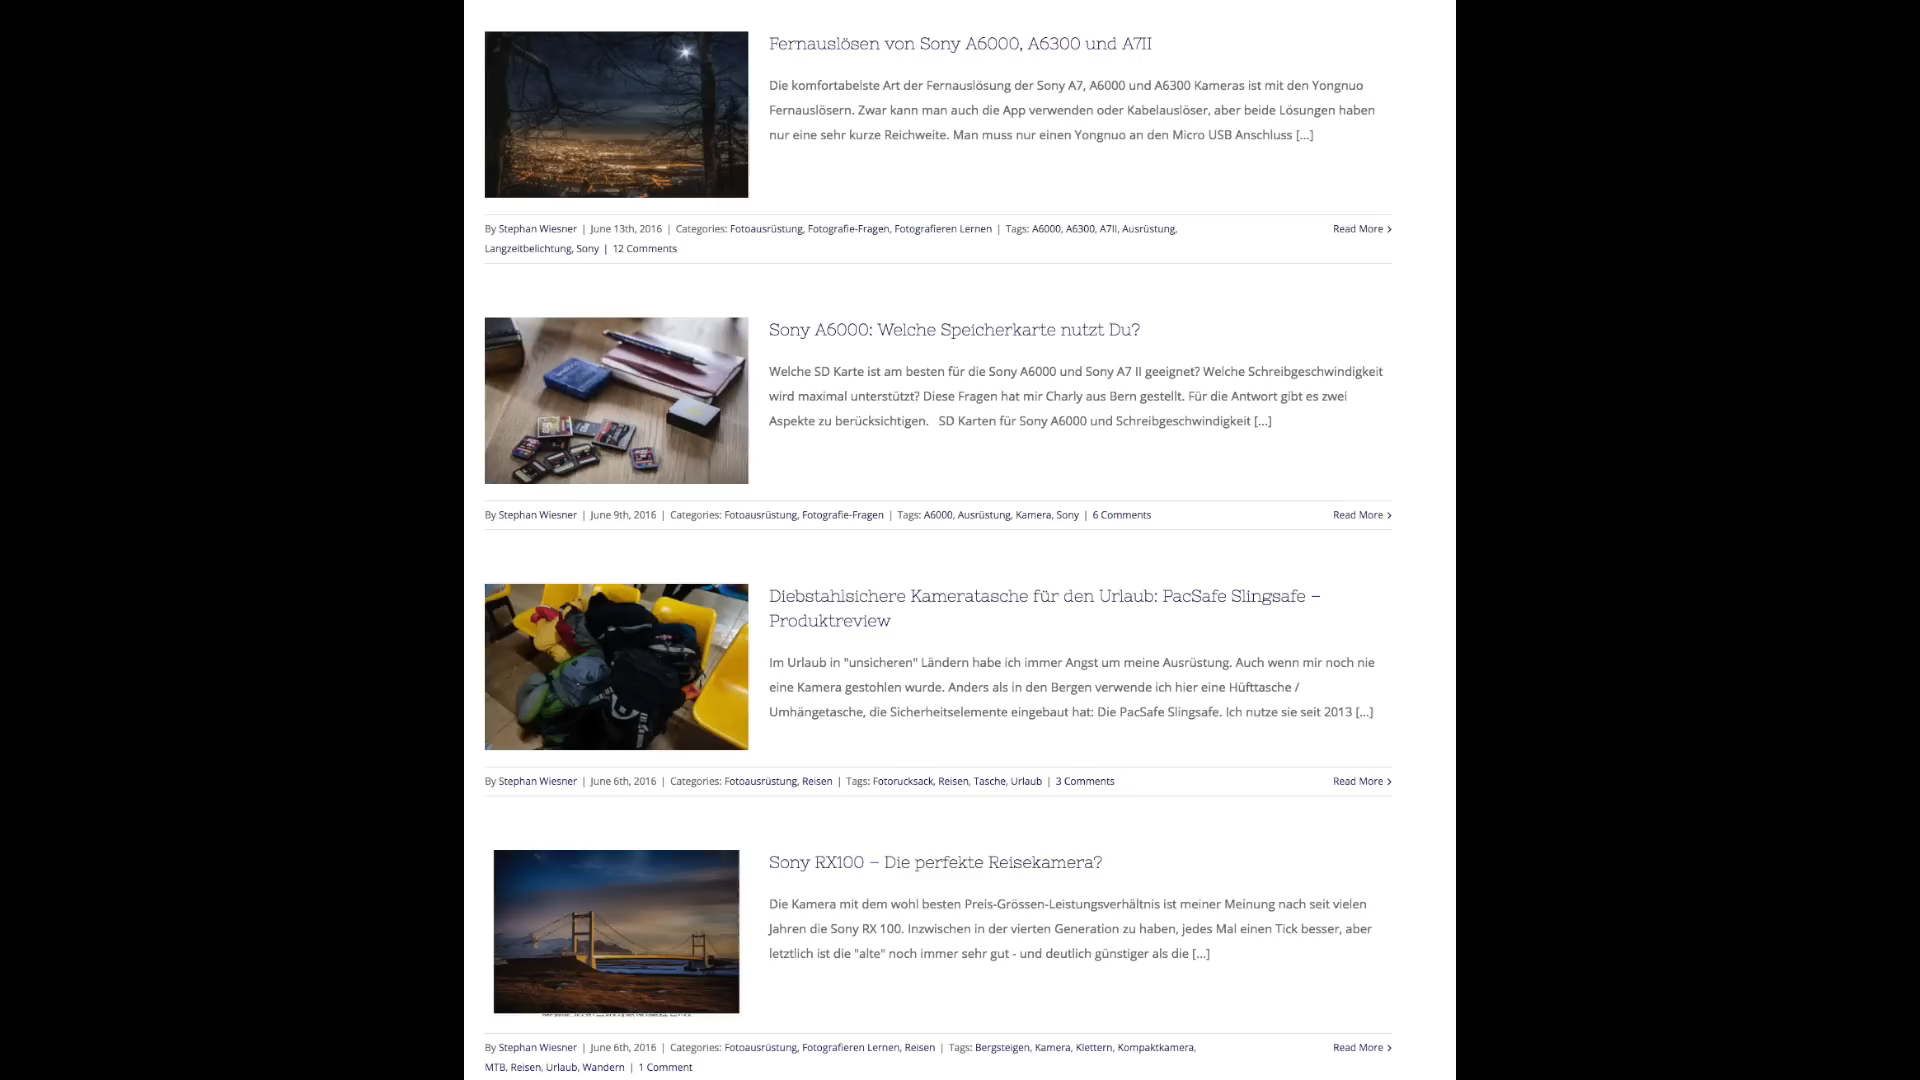 Fernauslösen von Sony A6000, A6300 und A7II
Die komfortabelste Art der Fernauslösung der Sony A7, A6000 und A6300 Kameras ist mit den Yongnuo
Fernauslösern. Zwar kann man auch die App verwenden oder Kabelauslöser, aber beide Lösungen haben
nur eine sehr kurze Reichweite. Man muss nur einen Yongnuo an den Micro USB Anschluss [...]
By Stephan Wiesner | June 13th, 2016 | Categories: Fotoausrüstung, Fotografie-Fragen, Fotografieren Lernen | Tags: A6000, A6300, A7II, Ausrüstung, Read More >
Langzeitbelichtung, Sony | 12 Comments
Sony A6000: Welche Speicherkarte nutzt Du?
Welche SD Karte ist am besten für die Sony A6000 und Sony A7 II geeignet? Welche Schreibgeschwindigkeit
wird maximal unterstützt? Diese Fragen hat mir Charly aus Bern gestellt. Für die Antwort gibt es zwei
Aspekte zu berücksichtigen. SD Karten für Sony A6000 und Schreibgeschwindigkeit [...]
By Stephan Wiesner | June 9th, 2016 | Categories: Fotoausrüstung, Fotografie-Fragen | Tags: A6000, Ausrüstung, Kamera, Sony | 6 Comments Read More >
Diebstahlsichere Kameratasche für den Urlaub: PacSafe Slingsafe –
Produktreview
Im Urlaub in "unsicheren" Ländern habe ich immer Angst um meine Ausrüstung. Auch wenn mir noch nie
eine Kamera gestohlen wurde. Anders als in den Bergen verwende ich hier eine Hüfttasche /
Umhängetasche, die Sicherheitselemente eingebaut hat: Die PacSafe Slingsafe. Ich nutze sie seit 2013 [...]
By Stephan Wiesner | June 6th, 2016 | Categories: Fotoausrüstung, Reisen | Tags: Fotorucksack, Reisen, Tasche, Urlaub | 3 Comments Read More >
Sony RX100 – Die perfekte Reisekamera?
Die Kamera mit dem wohl besten Preis-Grössen-Leistungsverhältnis ist meiner Meinung nach seit vielen
Jahren die Sony RX 100. Inzwischen in der vierten Generation zu haben, jedes Mal einen Tick besser, aber
letztlich ist die "alte" noch immer sehr gut - und deutlich günstiger als die [...]
By Stephan Wiesner | June 6th, 2016 | Categories: Fotoausrüstung, Fotografieren Lernen, Reisen | Tags: Bergsteigen, Kamera, Klettern, Kompaktkamera, Read More >
MTB, Reisen, Urlaub, Wandern | 1 Comment